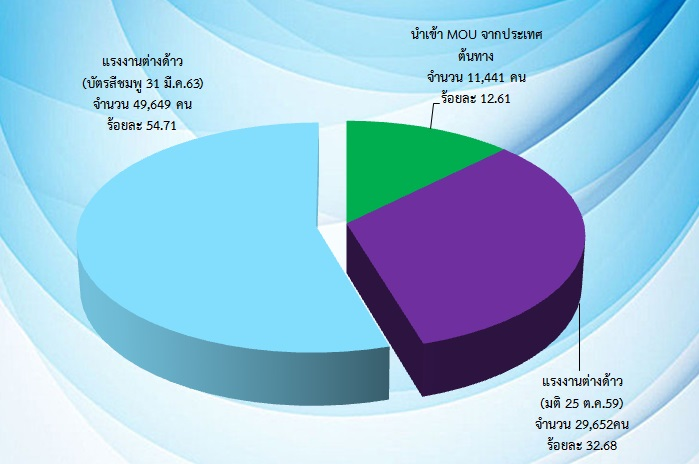 แรงงานต่างด้าว
(บัตรสีชมพู 31 มี.ค.63)
จำนวน 49,649 คน
ร้อยละ 54.71
นำเข้า MOU จากประเทศ
ต้นทาง
จำนวน 11,441 คน
ร้อยละ 12.61
แรงงานต่างด้าว
(มติ 25 ต.ค.59)
จำนวน 29,652คน
ร้อยละ 32.68